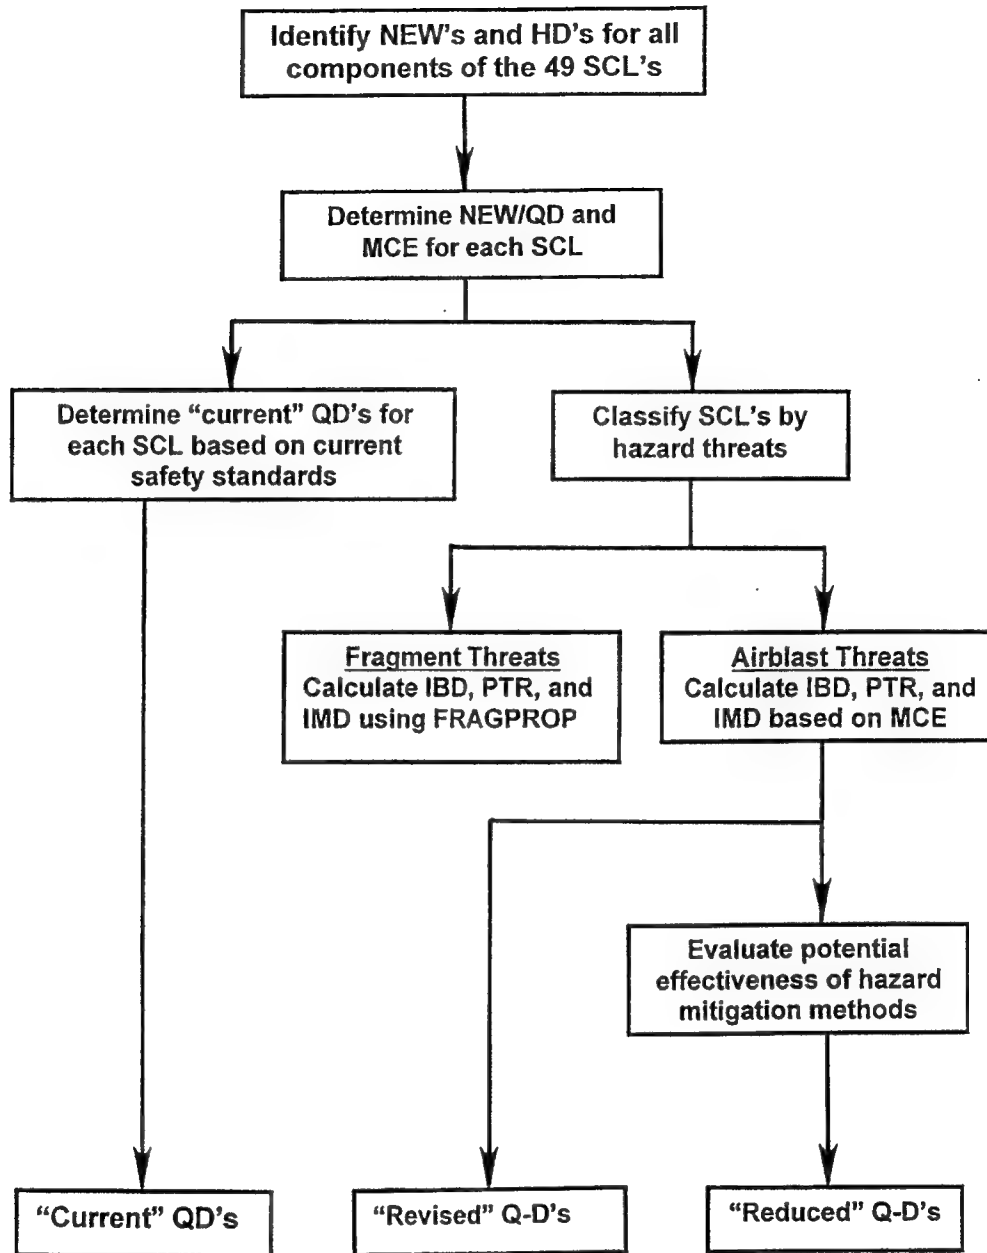 Identify NEW's and HD's for all
components of the 49 SCL's
Determine NEW/QD and
MCE for each SCL
Determine “current” QD's for
each SCL based on current
safety standards
Classify SCL's by
hazard threats
Fragment Threats
Calculate IBD, PTR, and
IMD using FRAGPROP
Airblast Threats
Calculate IBD, PTR, and
IMD based on MCE
Evaluate potential
effectiveness of hazard
mitigation methods
“Current” QD's
“Revised” Q-D's
“Reduced” Q-D's